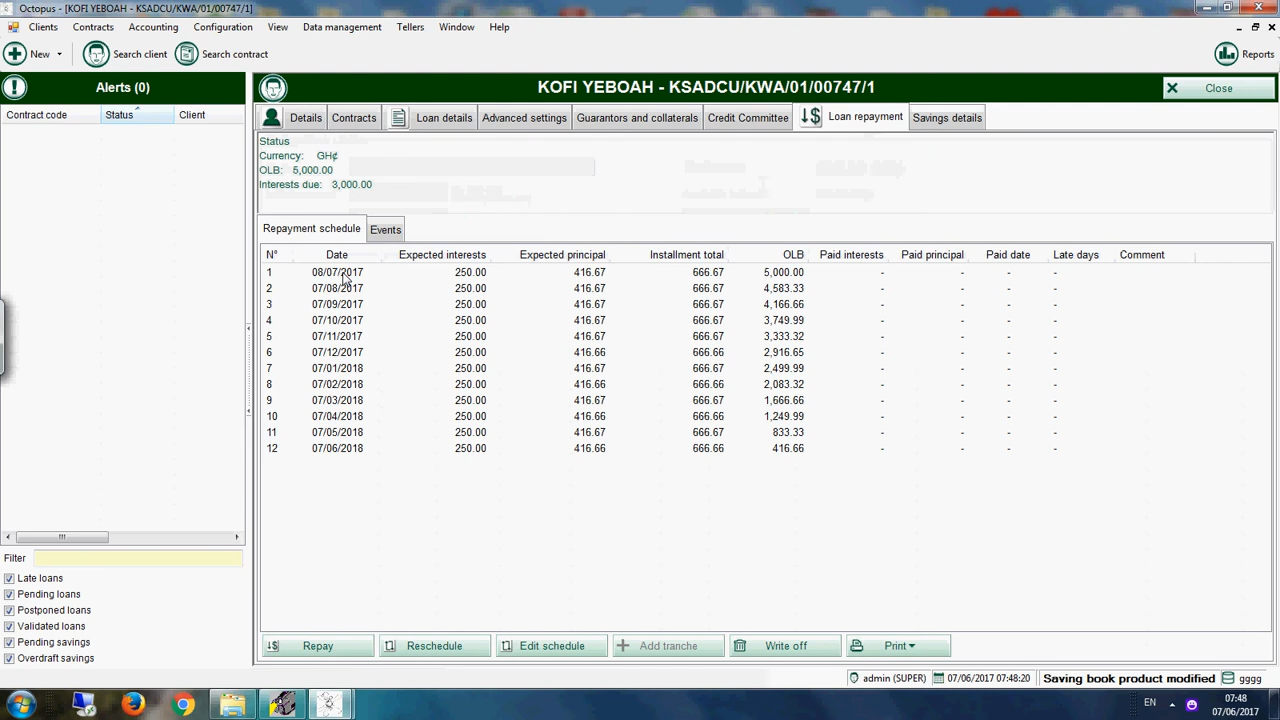 Octopus - [KOFI YEBOAH - KSADCU/KWA/01/00747/1]
Clients Contracts Accounting Configuration View Data management Tellers Window Help
New Search client Search contract Reports
Alerts (0)
Contract code Status Client
KOFI YEBOAH - KSADCU/KWA/01/00747/1 Close
Details Contracts Loan details Advanced settings Guarantors and collaterals Credit Committee Loan repayment Savings details
Status
Currency: GH¢
OLB: 5,000.00
Interests due: 3,000.00
Repayment schedule Events
N° Date Expected interests Expected principal Installment total OLB Paid interests Paid principal Paid date Late days Comment
1 08/07/2017 250.00 416.67 666.67 5,000.00 - - - -
2 07/08/2017 250.00 416.67 666.67 4,583.33 - - - -
3 07/09/2017 250.00 416.67 666.67 4,166.66 - - - -
4 07/10/2017 250.00 416.67 666.67 3,749.99 - - - -
5 07/11/2017 250.00 416.67 666.67 3,333.32 - - - -
6 07/12/2017 250.00 416.66 666.66 2,916.65 - - - -
7 07/01/2018 250.00 416.67 666.67 2,499.99 - - - -
8 07/02/2018 250.00 416.66 666.66 2,083.32 - - - -
9 07/03/2018 250.00 416.67 666.67 1,666.66 - - - -
10 07/04/2018 250.00 416.66 666.66 1,249.99 - - - -
11 07/05/2018 250.00 416.67 666.67 833.33 - - - -
12 07/06/2018 250.00 416.66 666.66 416.66 - - - -
Filter
Late loans
Pending loans
Postponed loans
Validated loans
Pending savings
Overdraft savings
Repay Reschedule Edit schedule Add tranche Write off Print
admin (SUPER) 07/06/2017 07:48:20 Saving book product modified gggg
EN 07:48
07/06/2017